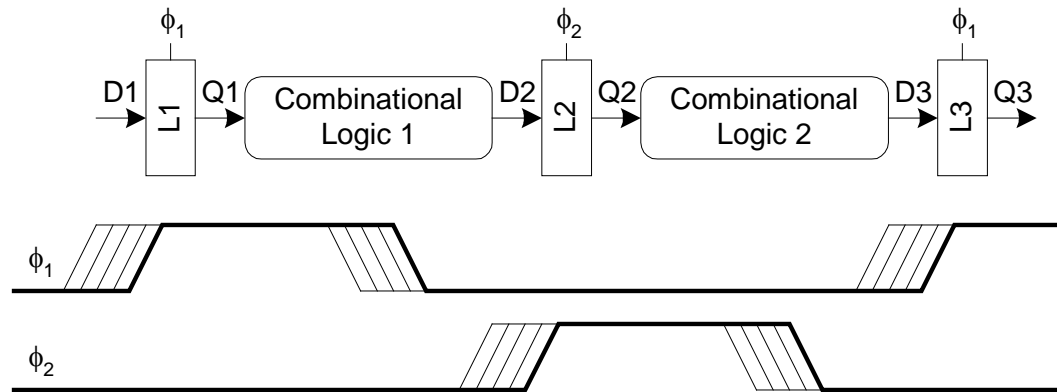 ϕ1 ϕ2 ϕ1
D1 L1 Q1 Combinational Logic 1 D2 L2 Q2 Combinational Logic 2 D3 L3 Q3
ϕ1
ϕ2